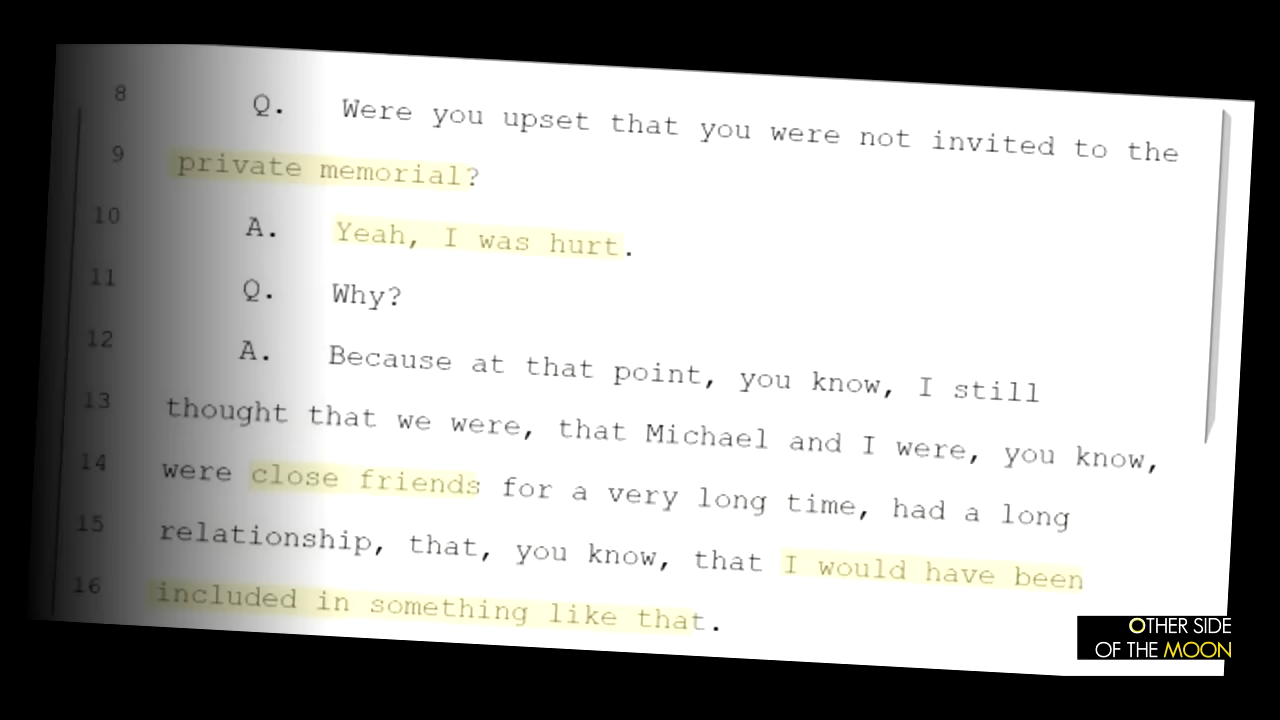 8 Q. Were you upset that you were not invited to the
9 private memorial?
10 A. Yeah, I was hurt.
11 Q. Why?
12 A. Because at that point, you know, I still
13 thought that we were, that Michael and I were, you know,
14 were close friends for a very long time, had a long
15 relationship, that, you know, that I would have been
16 included in something like that.
OTHER SIDE
OF THE MOON